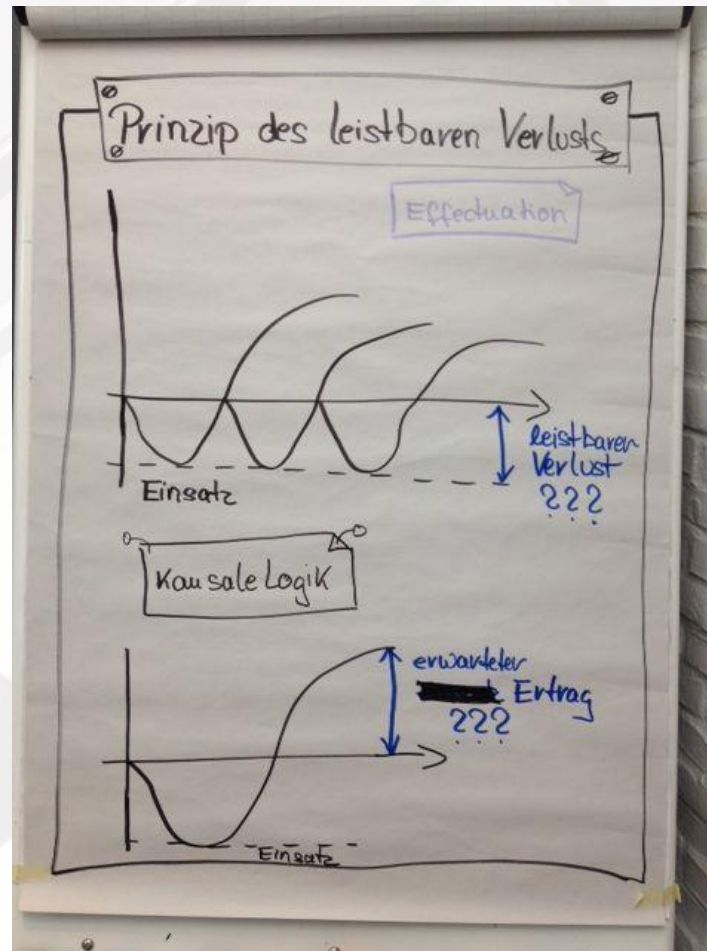 Prinzip des leistbaren Verlusts
Effectuation
leistbaren
Verlust
???
Einsatz
Kausale Logik
erwarteter
Ertrag
???
Einsatz